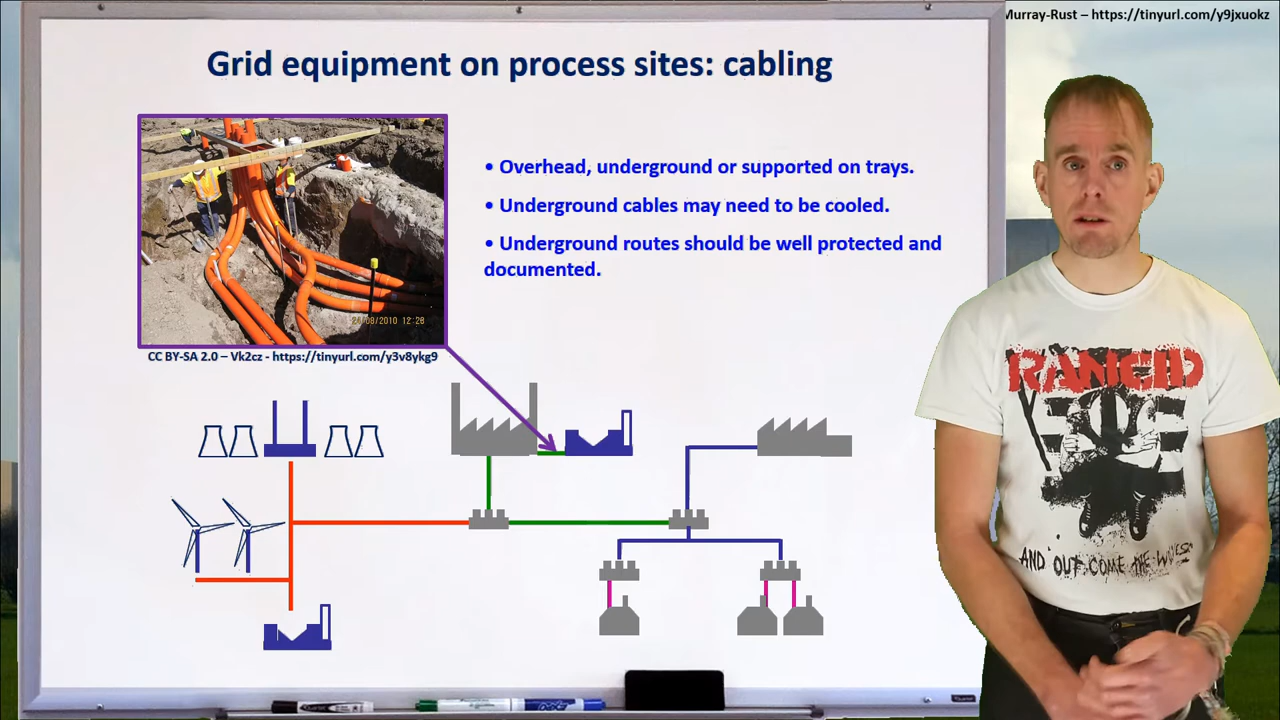 Murray-Rust – https://tinyurl.com/y9jxuokz
Grid equipment on process sites: cabling
• Overhead, underground or supported on trays.
• Underground cables may need to be cooled.
• Underground routes should be well protected and
documented.
24/08/2010 12:28
CC BY-SA 2.0 – Vk2cz - https://tinyurl.com/y3v8ykg9
RANCID
AND OUT COME THE WOLVES